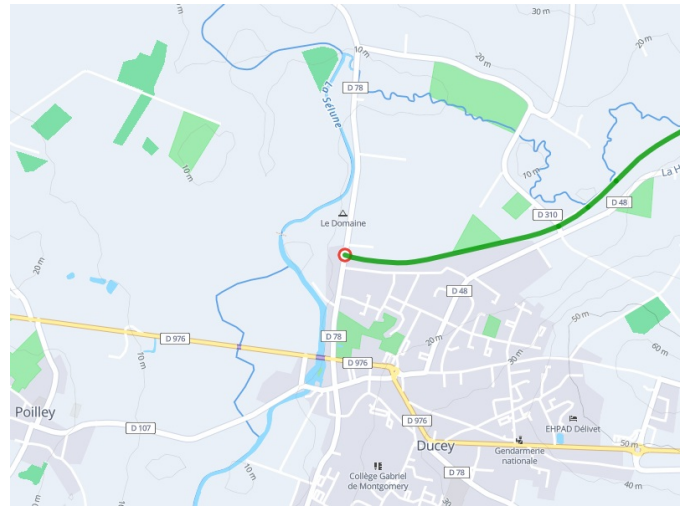 30 m
20 m
10 m
20 m
D 78
La Sélune
10 m
10 m
La H
D 48
D 310
Le Domaine
20 m
D 48
50 m
D 976
D 78
20 m
60 m
10 m
D 976
30 m
Poilley
D 107
D 976
EHPAD Délivet
Ducey
Gendarmerie
nationale
50 m
10 m
Collège Gabriel
de Montgomery
D 78
40 m